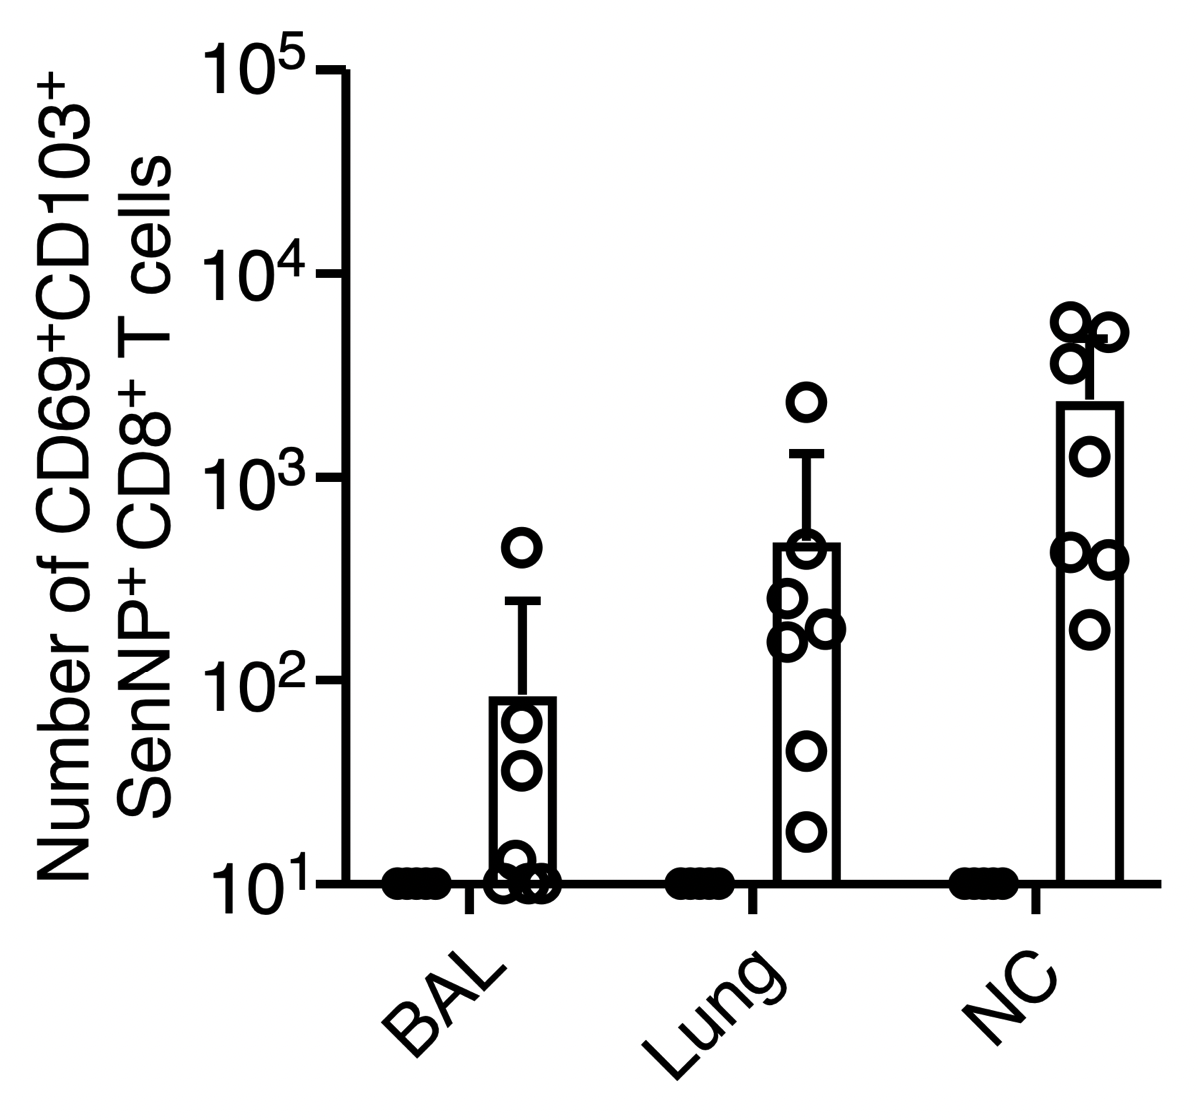 Number of CD69⁺CD103⁺
SenNP⁺ CD8⁺ T cells
10⁵
10⁴
10³
10²
10¹
BAL
Lung
NC